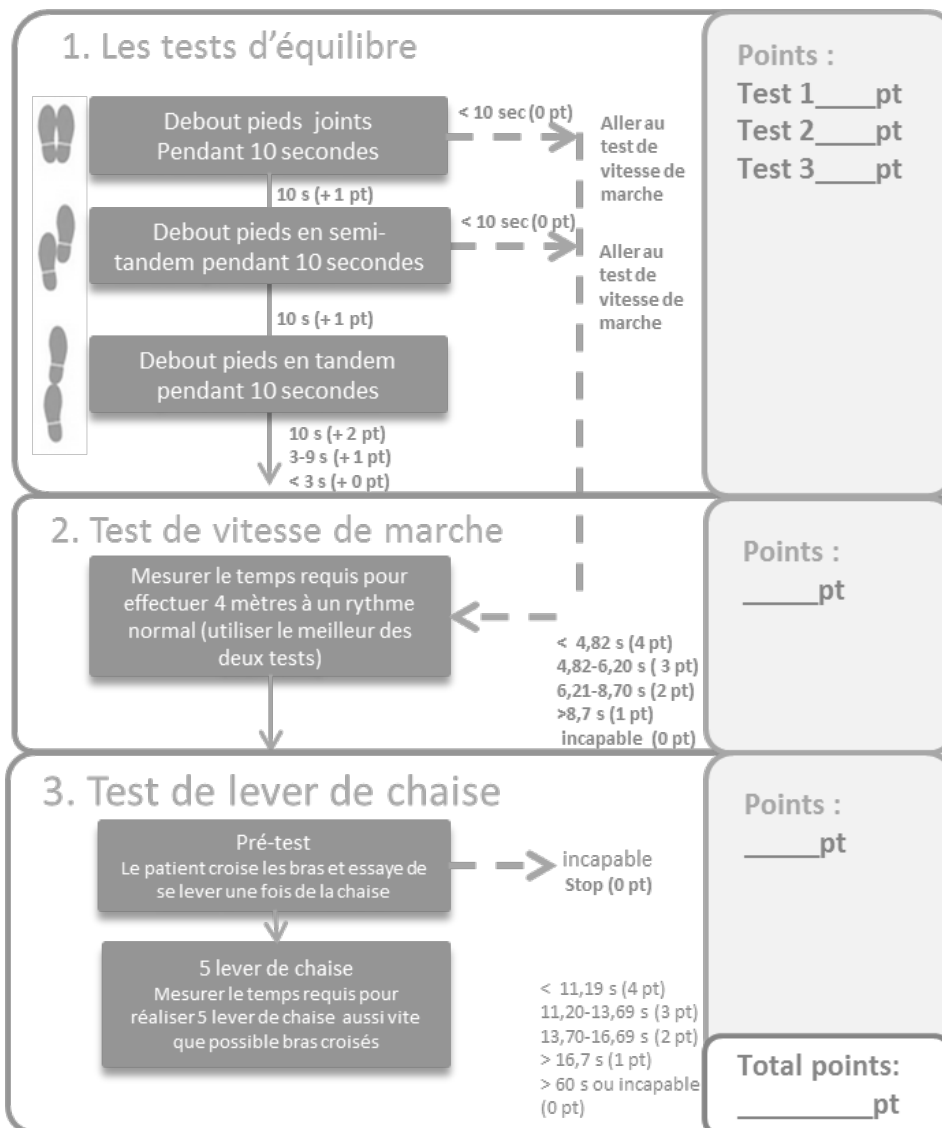 1. Les tests d'équilibre
Debout pieds joints
Pendant 10 secondes
< 10 sec (0 pt)
Aller au
test de
vitesse de
marche
10 s (+ 1 pt)
Debout pieds en semi-
tandem pendant 10 secondes
< 10 sec (0 pt)
Aller au
test de
vitesse de
marche
10 s (+ 1 pt)
Debout pieds en tandem
pendant 10 secondes
10 s (+ 2 pt)
3-9 s (+ 1 pt)
< 3 s (+ 0 pt)
Points :
Test 1____pt
Test 2____pt
Test 3____pt
2. Test de vitesse de marche
Mesurer le temps requis pour
effectuer 4 mètres à un rythme
normal (utiliser le meilleur des
deux tests)
< 4,82 s (4 pt)
4,82-6,20 s ( 3 pt)
6,21-8,70 s (2 pt)
>8,7 s (1 pt)
incapable (0 pt)
Points :
_____pt
3. Test de lever de chaise
Pré-test
Le patient croise les bras et essaye de
se lever une fois de la chaise
incapable
Stop (0 pt)
5 lever de chaise
Mesurer le temps requis pour
réaliser 5 lever de chaise aussi vite
que possible bras croisés
< 11,19 s (4 pt)
11,20-13,69 s (3 pt)
13,70-16,69 s (2 pt)
> 16,7 s (1 pt)
> 60 s ou incapable
(0 pt)
Points :
_____pt
Total points:
_________pt